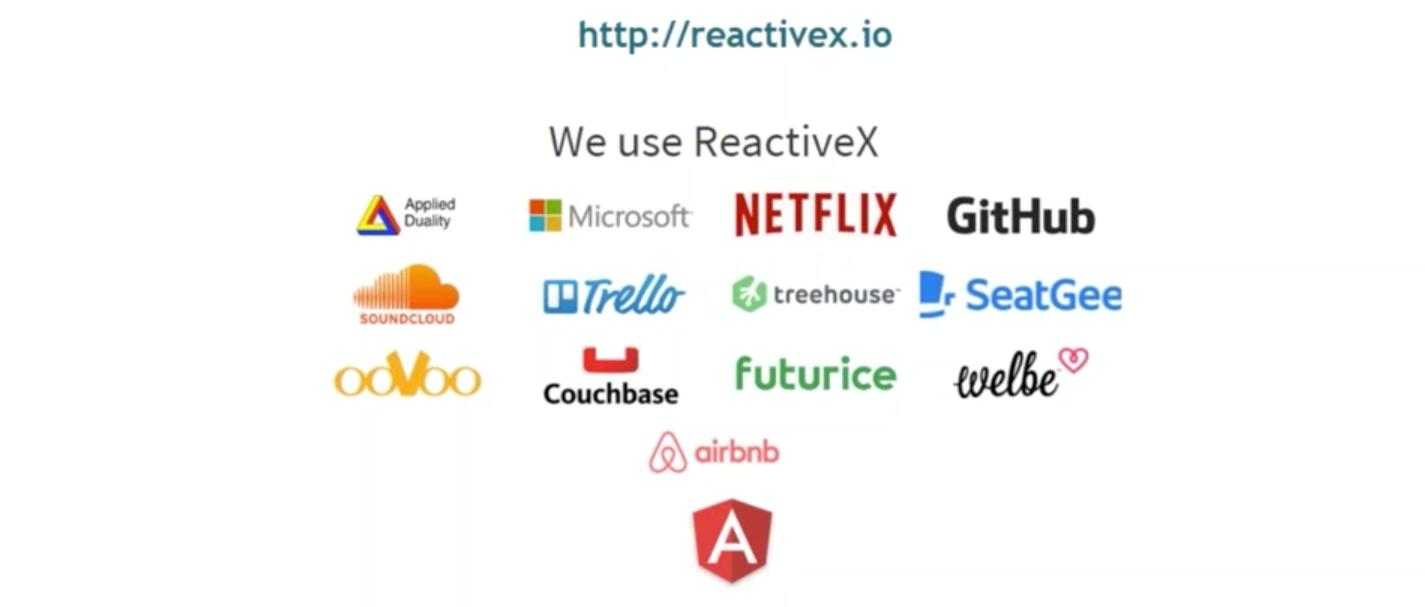 http://reactivex.io
We use ReactiveX
Applied Duality Microsoft NETFLIX GitHub
SOUNDCLOUD Trello treehouse SeatGee
ooVoo Couchbase futurice welbe
airbnb
A